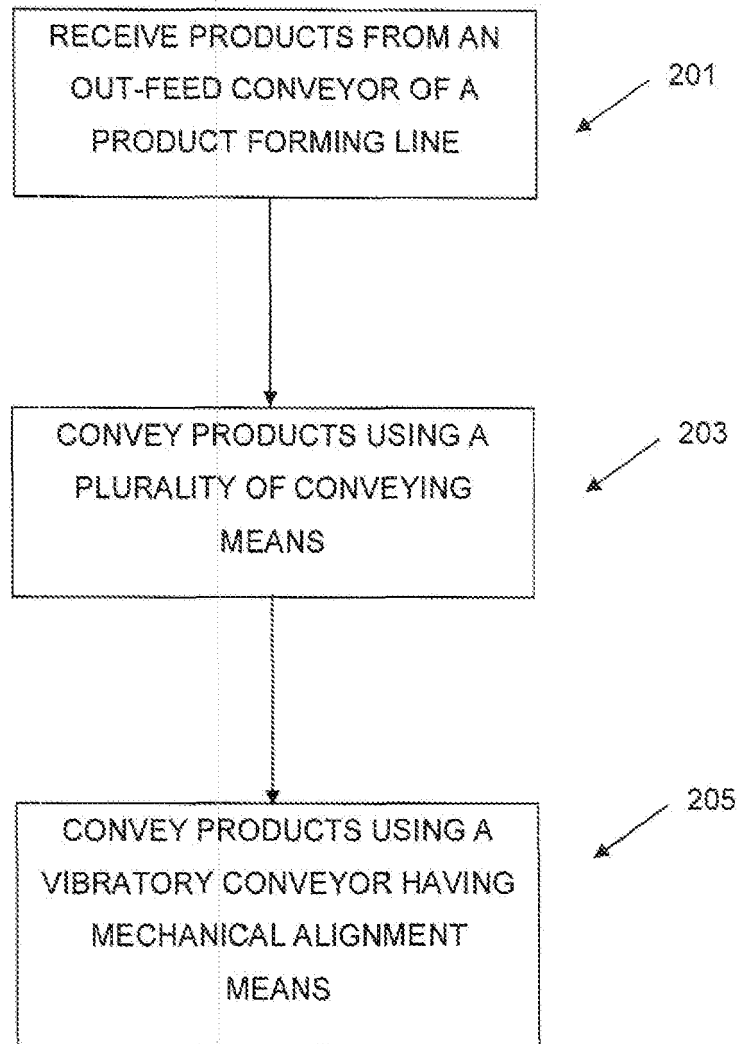 RECEIVE PRODUCTS FROM AN
OUT-FEED CONVEYOR OF A
PRODUCT FORMING LINE
201
CONVEY PRODUCTS USING A
PLURALITY OF CONVEYING
MEANS
203
CONVEY PRODUCTS USING A
VIBRATORY CONVEYOR HAVING
MECHANICAL ALIGNMENT
MEANS
205